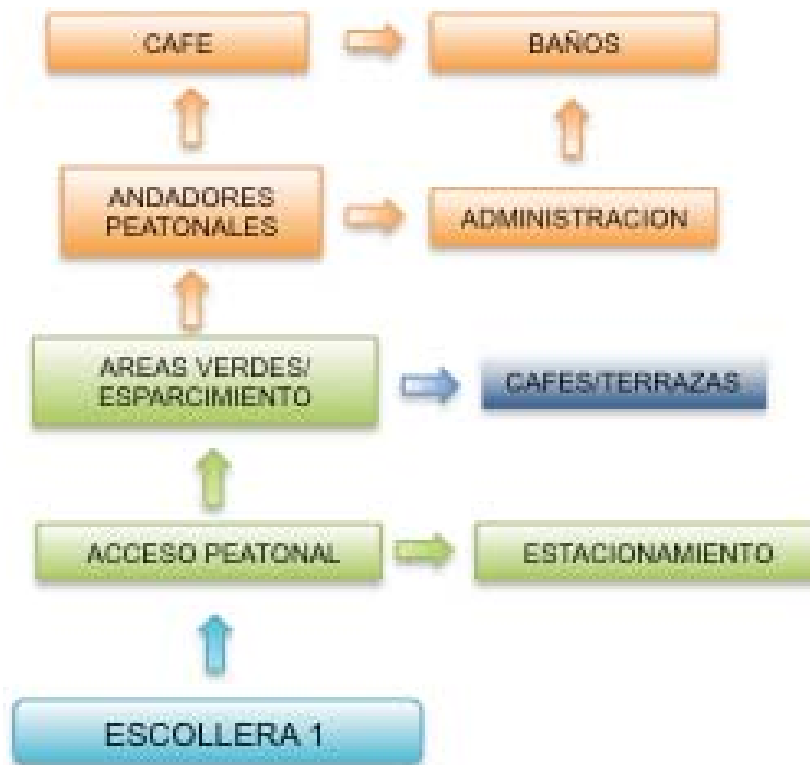 CAFE
BAÑOS
ANDADORES
PEATONALES
ADMINISTRACION
AREAS VERDES/
ESPARCIMIENTO
CAFES/TERRAZAS
ACCESO PEATONAL
ESTACIONAMIENTO
ESCOLLERA 1